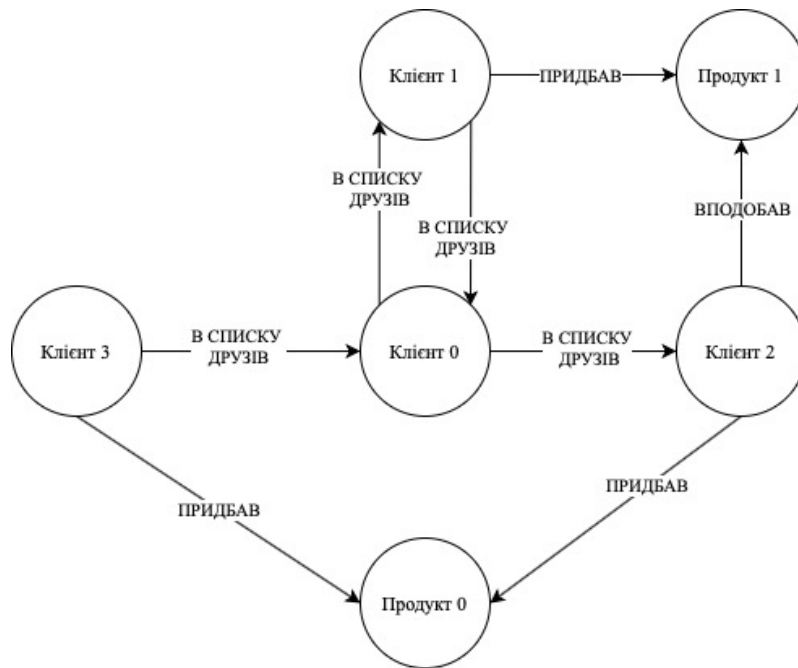 Клієнт 1
ПРИДБАВ
Продукт 1
В СПИСКУ
ДРУЗІВ
В СПИСКУ
ДРУЗІВ
ВПОДОБАВ
Клієнт 3
В СПИСКУ
ДРУЗІВ
Клієнт 0
В СПИСКУ
ДРУЗІВ
Клієнт 2
ПРИДБАВ
ПРИДБАВ
Продукт 0